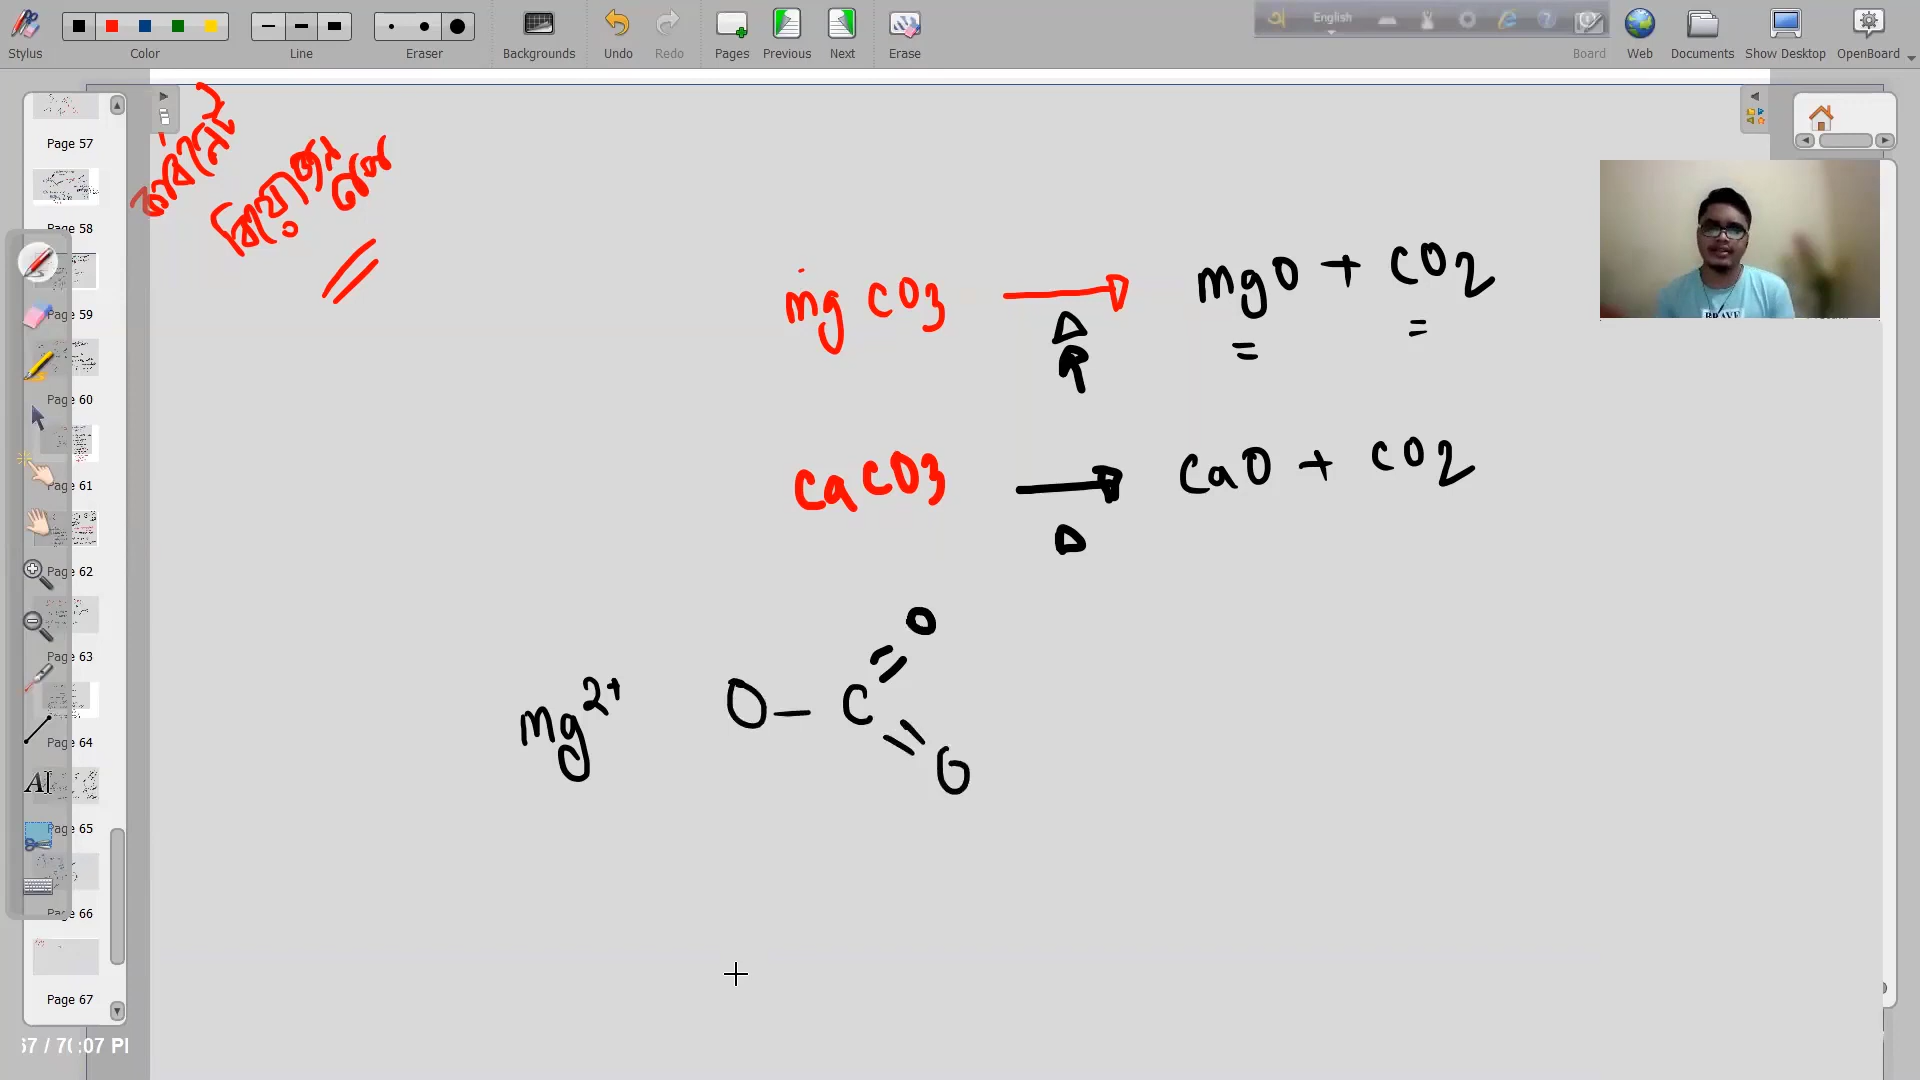 Stylus Color Line Eraser Backgrounds Undo Redo Pages Previous Next Erase
English
Board Web Documents Show Desktop OpenBoard
Page 57
Page 58
Page 59
Page 60
Page 61
Page 62
Page 63
Page 64
Page 65
Page 66
Page 67
MgCO3 → MgO + CO2
Δ
=
=
CaCO3 → CaO + CO2
Δ
Mg2+
O
O – C
O
BRAVE